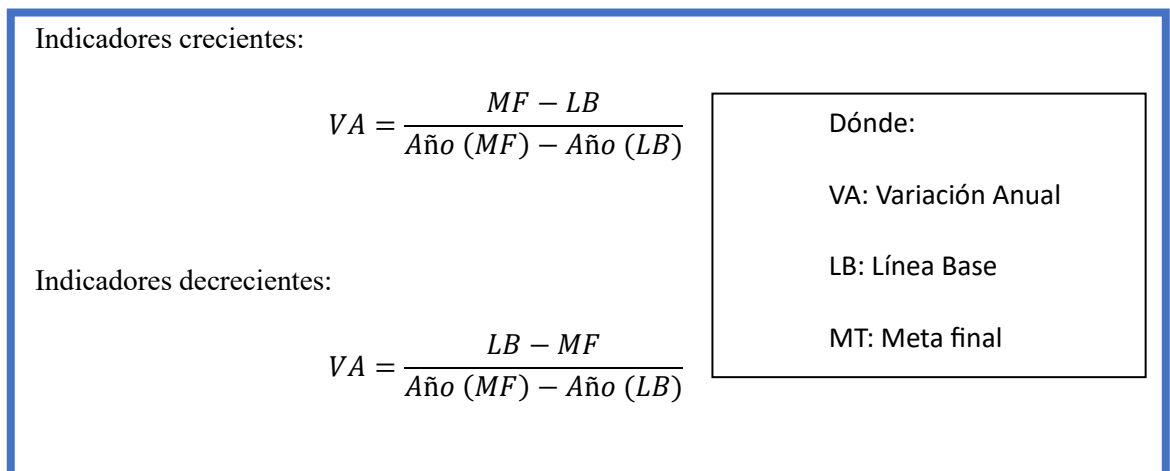 Indicadores crecientes:
VA = (MF − LB) / (Año (MF) − Año (LB))
Indicadores decrecientes:
VA = (LB − MF) / (Año (MF) − Año (LB))
Dónde:
VA: Variación Anual
LB: Línea Base
MT: Meta final